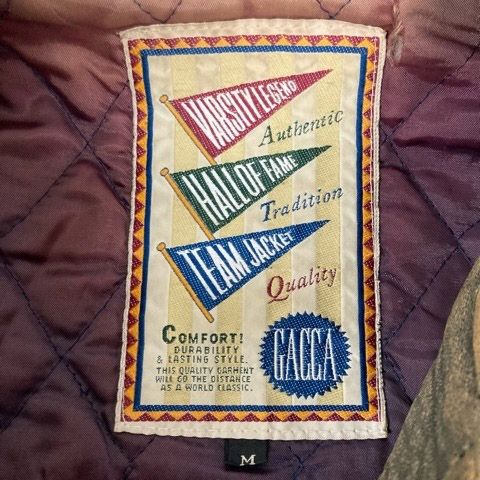 VARSITY LEGEND
Authentic
HALL OF FAME
Tradition
TEAM JACKET
Quality
COMFORT!
DURABILITY
& LASTING STYLE.
THIS QUALITY GARMENT
WILL GO THE DISTANCE
AS A WORLD CLASSIC.
GACCA
M